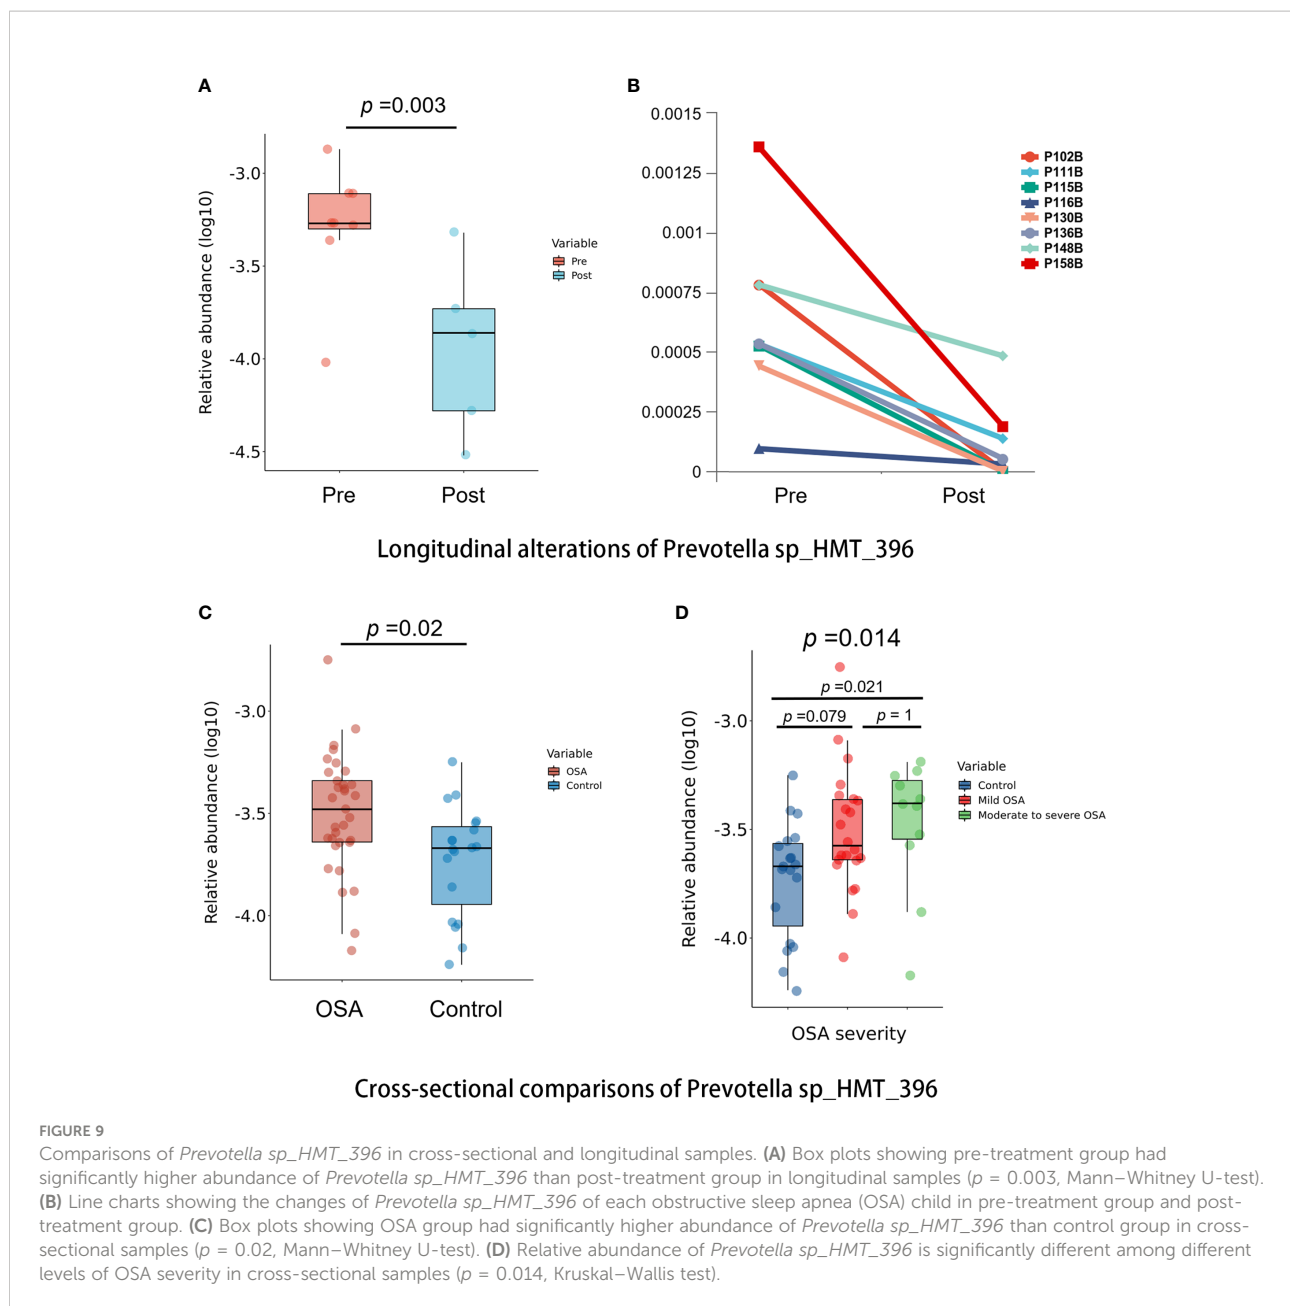 A
p =0.003
-3.0
-3.5
-4.0
-4.5
Relative abundance (log10)
Pre
Post
Variable
Pre
Post
B
0.0015
0.00125
0.001
0.00075
0.0005
0.00025
0
Pre
Post
P102B
P111B
P115B
P116B
P130B
P136B
P148B
P158B
Longitudinal alterations of Prevotella sp_HMT_396
C
p =0.02
-3.0
-3.5
-4.0
Relative abundance (log10)
OSA
Control
Variable
OSA
Control
D
p =0.014
p =0.021
p =0.079
p = 1
-3.0
-3.5
-4.0
Relative abundance (log10)
OSA severity
Variable
Control
Mild OSA
Moderate to severe OSA
Cross-sectional comparisons of Prevotella sp_HMT_396
FIGURE 9
Comparisons of Prevotella sp_HMT_396 in cross-sectional and longitudinal samples. (A) Box plots showing pre-treatment group had
significantly higher abundance of Prevotella sp_HMT_396 than post-treatment group in longitudinal samples (p = 0.003, Mann–Whitney U-test).
(B) Line charts showing the changes of Prevotella sp_HMT_396 of each obstructive sleep apnea (OSA) child in pre-treatment group and post-
treatment group. (C) Box plots showing OSA group had significantly higher abundance of Prevotella sp_HMT_396 than control group in cross-
sectional samples (p = 0.02, Mann–Whitney U-test). (D) Relative abundance of Prevotella sp_HMT_396 is significantly different among different
levels of OSA severity in cross-sectional samples (p = 0.014, Kruskal–Wallis test).